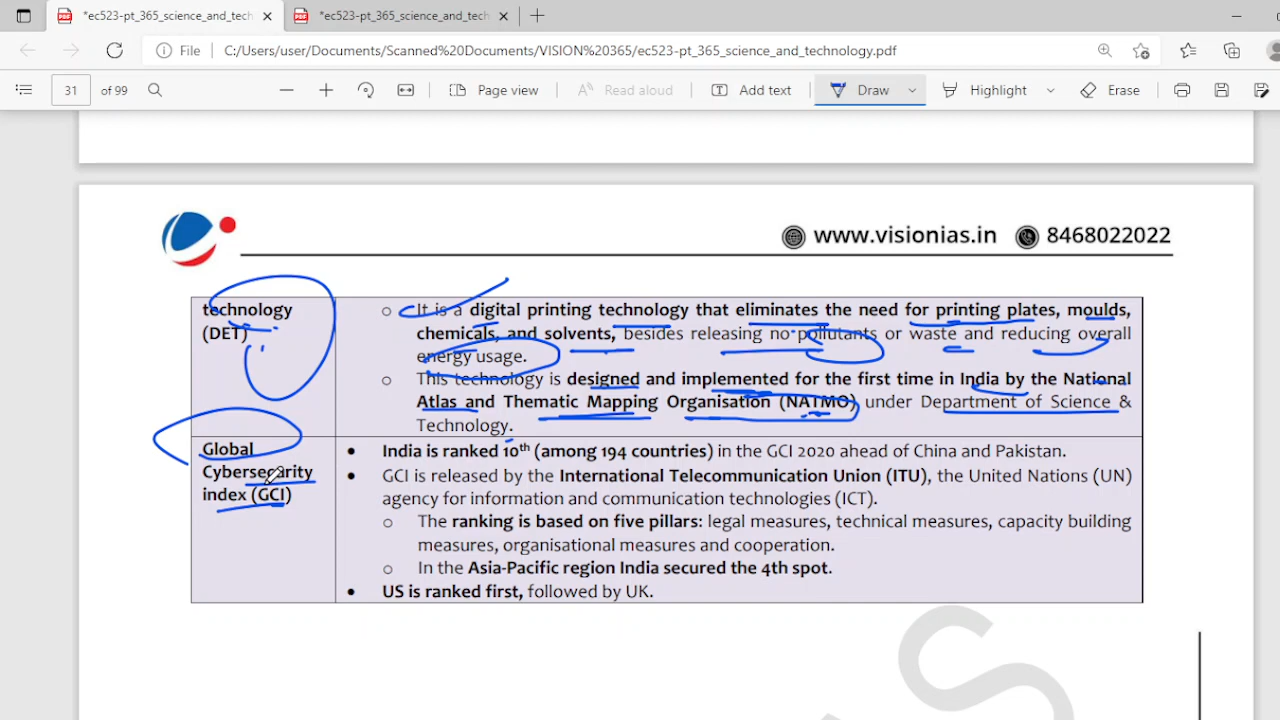 *ec523-pt_365_science_and_tech
*ec523-pt_365_science_and_tech
File C:/Users/user/Documents/Scanned%20Documents/VISION%20365/ec523-pt_365_science_and_technology.pdf
31 of 99 Page view Read aloud Add text Draw Highlight Erase
www.visionias.in 8468022022
technology
(DET)
It is a digital printing technology that eliminates the need for printing plates, moulds,
chemicals, and solvents, besides releasing no pollutants or waste and reducing overall
energy usage.
This technology is designed and implemented for the first time in India by the National
Atlas and Thematic Mapping Organisation (NATMO) under Department of Science &
Technology.
Global
Cybersecurity
index (GCI)
India is ranked 10th (among 194 countries) in the GCI 2020 ahead of China and Pakistan.
GCI is released by the International Telecommunication Union (ITU), the United Nations (UN)
agency for information and communication technologies (ICT).
The ranking is based on five pillars: legal measures, technical measures, capacity building
measures, organisational measures and cooperation.
In the Asia-Pacific region India secured the 4th spot.
US is ranked first, followed by UK.
S